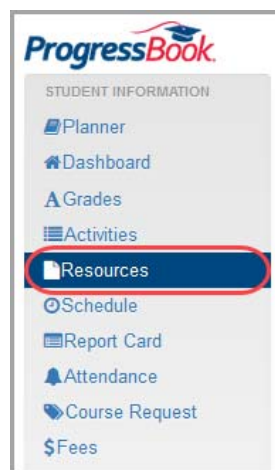 ProgressBook
STUDENT INFORMATION
Planner
Dashboard
Grades
Activities
Resources
Schedule
Report Card
Attendance
Course Request
Fees